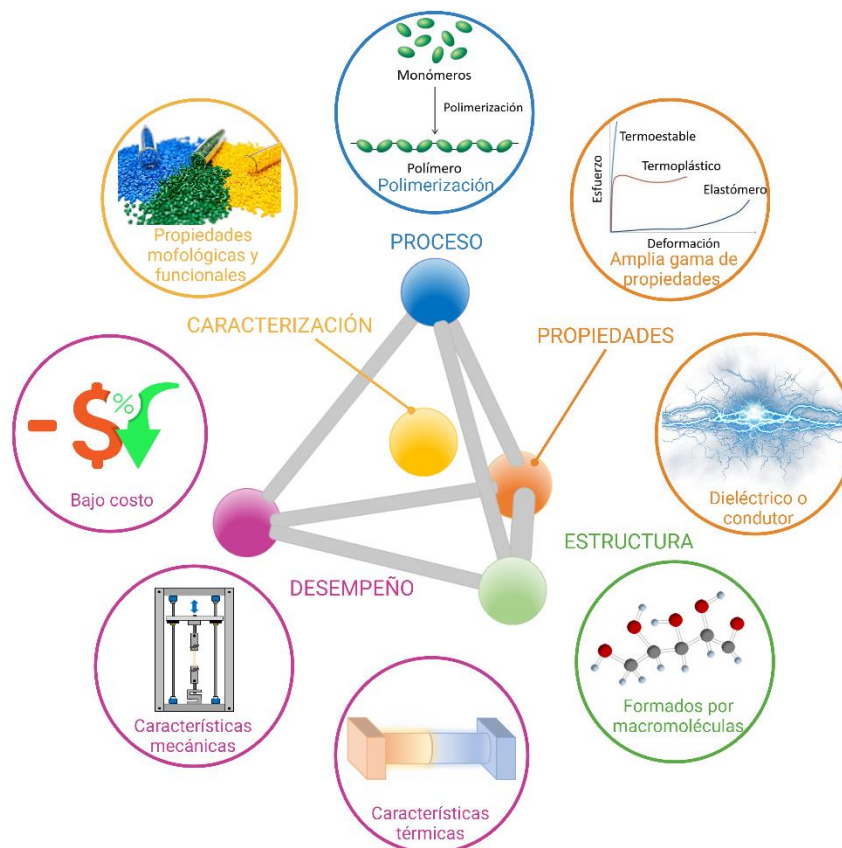 Monómeros
Polimerización
Polímero
Polimerización
Termoestable
Termoplástico
Elastómero
Esfuerzo
Deformación
Amplia gama de
propiedades
Propiedades
mofológicas y
funcionales
PROCESO
CARACTERIZACIÓN
PROPIEDADES
- $ %
Bajo costo
Dieléctrico o
condutor
ESTRUCTURA
DESEMPEÑO
Características
mecánicas
Formados por
macromoléculas
Características
térmicas